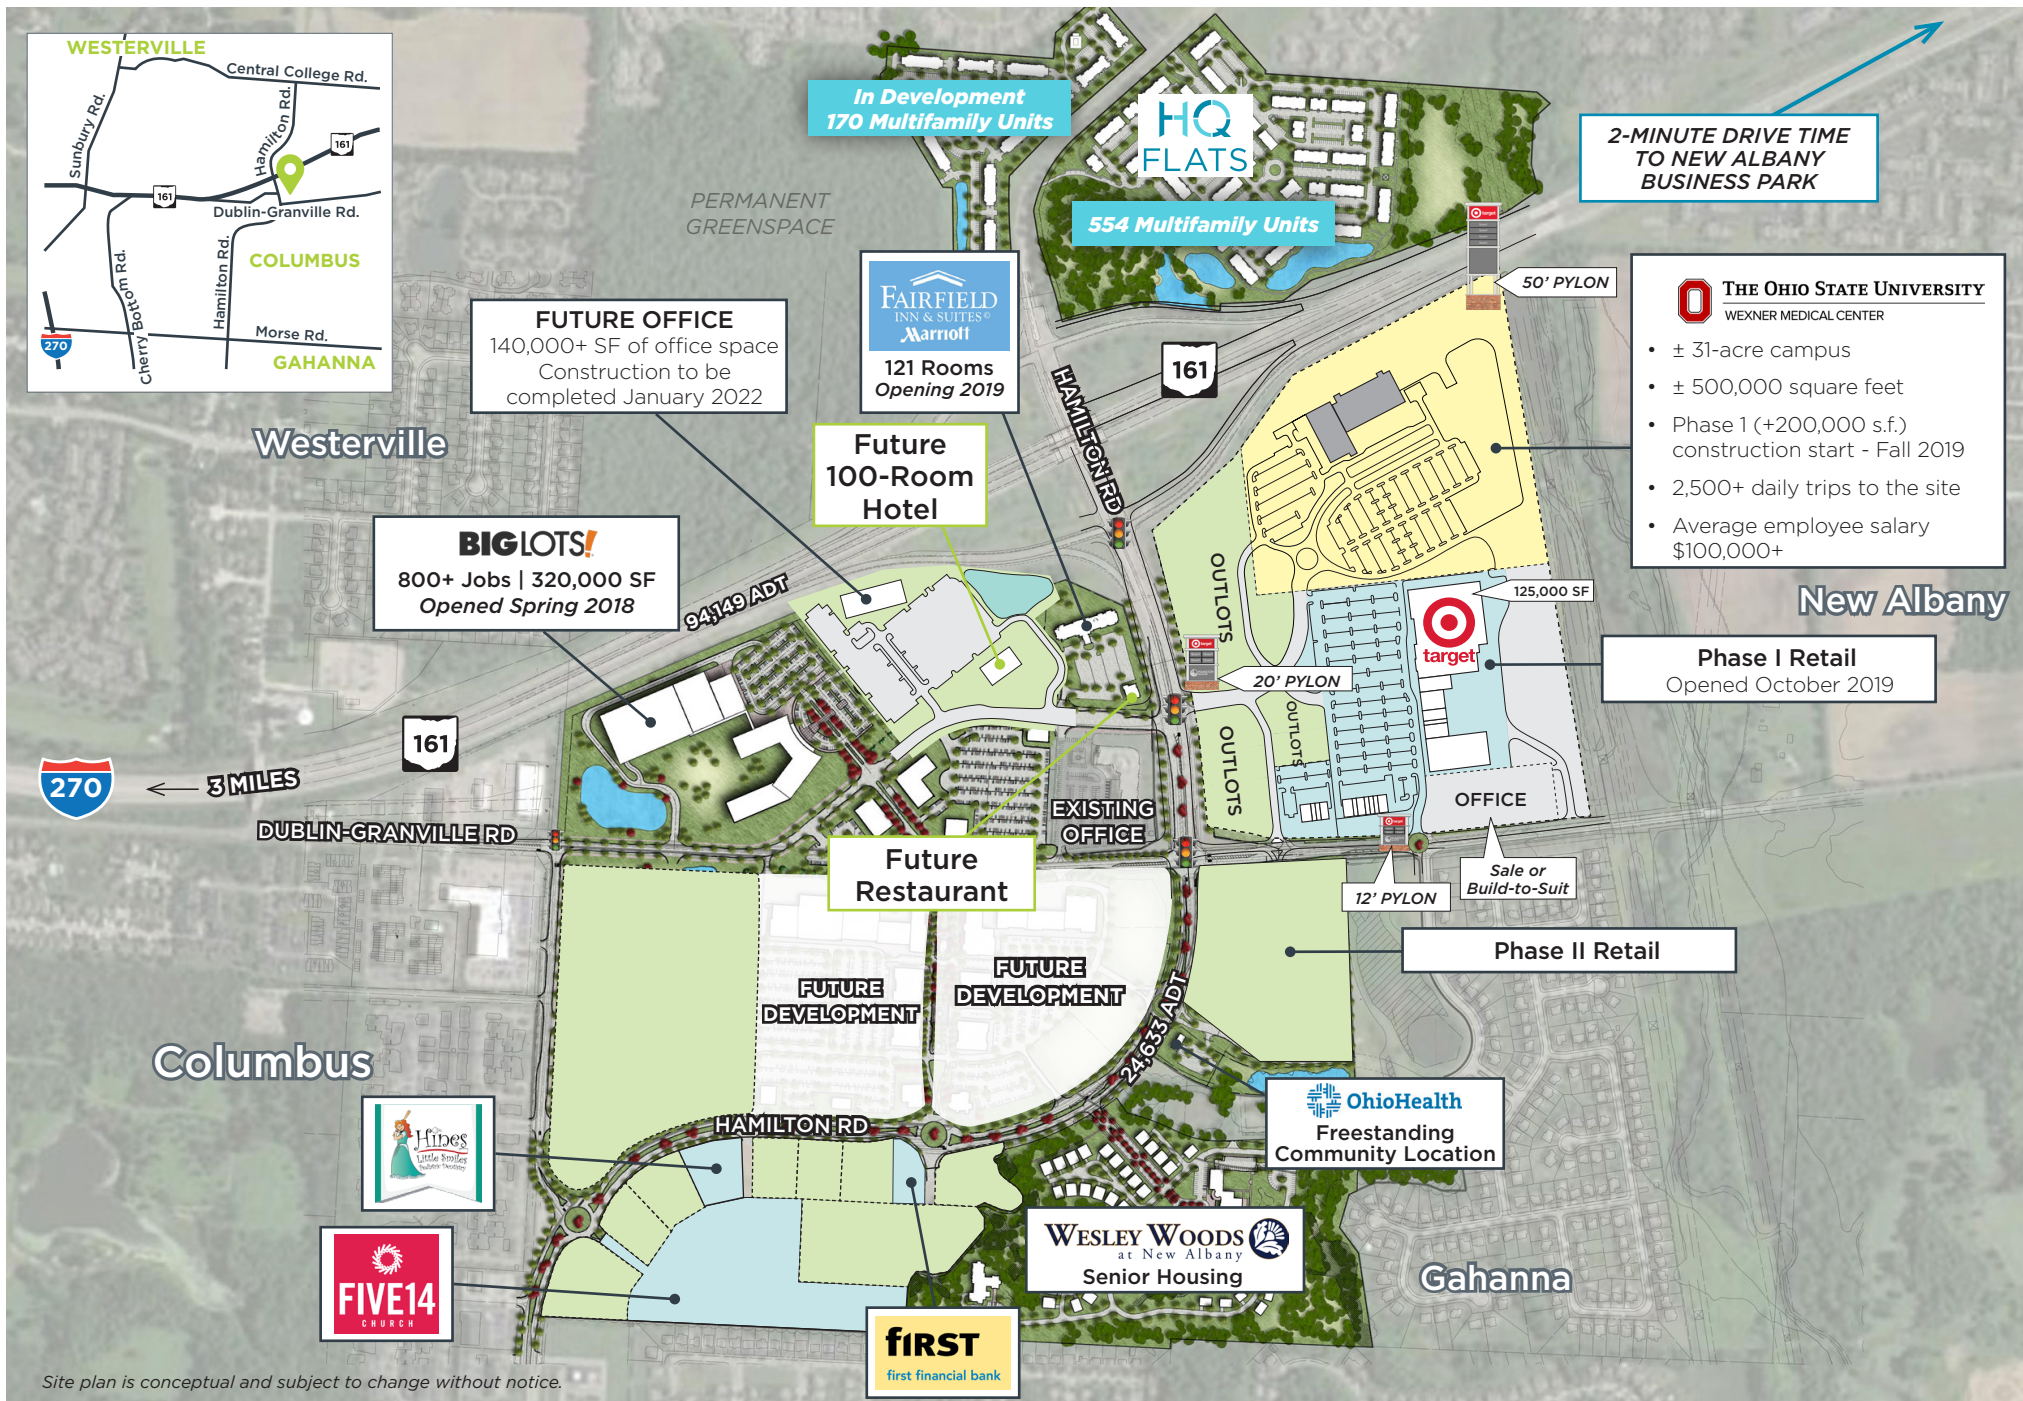 WESTERVILLE
Central College Rd.
Sunbury Rd.
Hamilton Rd.
161
161
Dublin-Granville Rd.
COLUMBUS
Cherry Bottom Rd.
Hamilton Rd.
Morse Rd.
270
GAHANNA
In Development
170 Multifamily Units
HQ
FLATS
554 Multifamily Units
2-MINUTE DRIVE TIME
TO NEW ALBANY
BUSINESS PARK
PERMANENT
GREENSPACE
target
50' PYLON
FUTURE OFFICE
140,000+ SF of office space
Construction to be
completed January 2022
FAIRFIELD
INN & SUITES©
Marriott
121 Rooms
Opening 2019
161
HAMILTON RD
THE OHIO STATE UNIVERSITY
WEXNER MEDICAL CENTER
• ± 31-acre campus
• ± 500,000 square feet
• Phase 1 (+200,000 s.f.)
construction start - Fall 2019
• 2,500+ daily trips to the site
• Average employee salary
$100,000+
Westerville
Future
100-Room
Hotel
BIGLOTS!
800+ Jobs | 320,000 SF
Opened Spring 2018
94,149 ADT
OUTLOTS
125,000 SF
target
New Albany
Phase I Retail
Opened October 2019
target
20' PYLON
OUTLOTS
OUTLOTS
161
270
3 MILES
DUBLIN-GRANVILLE RD
EXISTING
OFFICE
OFFICE
target
Sale or
Build-to-Suit
12' PYLON
Future
Restaurant
Phase II Retail
FUTURE
DEVELOPMENT
FUTURE
DEVELOPMENT
24,633 ADT
Columbus
HAMILTON RD
OhioHealth
Freestanding
Community Location
Hines
Little Smiles
Pediatric Dentistry
WESLEY WOODS
at New Albany
Senior Housing
Gahanna
FIVE14
CHURCH
fIRST
first financial bank
Site plan is conceptual and subject to change without notice.